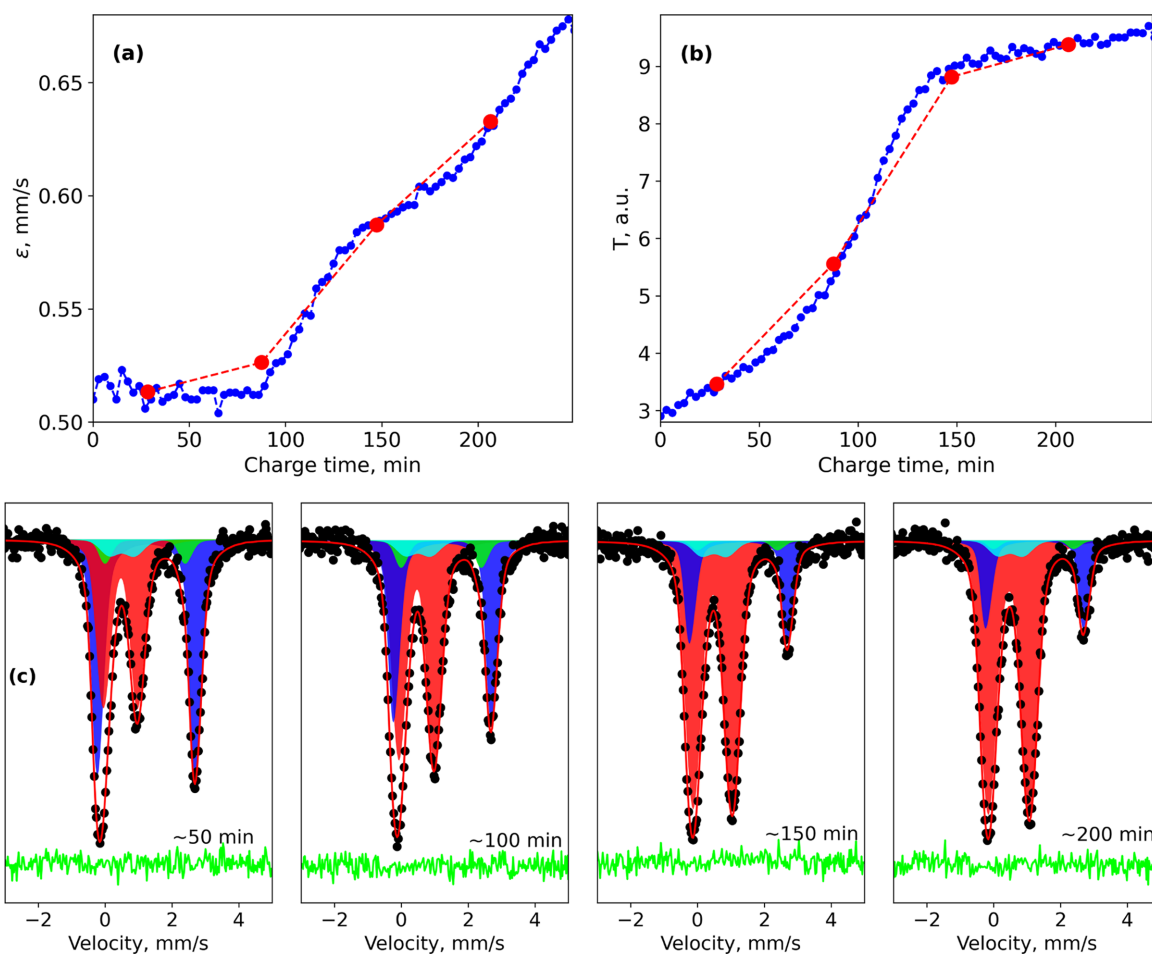 (a)
0.65
0.60
0.55
0.50
ε, mm/s
0 50 100 150 200
Charge time, min
(b)
9
8
7
6
5
4
3
T, a.u.
0 50 100 150 200
Charge time, min
(c)
~50 min
~100 min
~150 min
~200 min
−2 0 2 4
−2 0 2 4
−2 0 2 4
−2 0 2 4
Velocity, mm/s
Velocity, mm/s
Velocity, mm/s
Velocity, mm/s